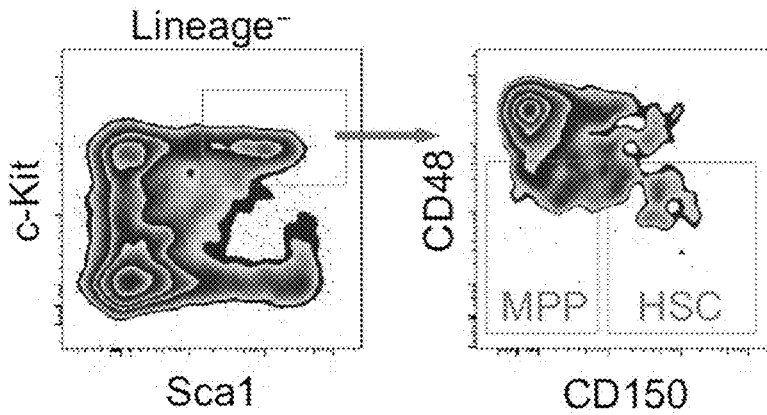 Lineage⁻
c-Kit
Sca1
CD48
MPP
HSC
CD150